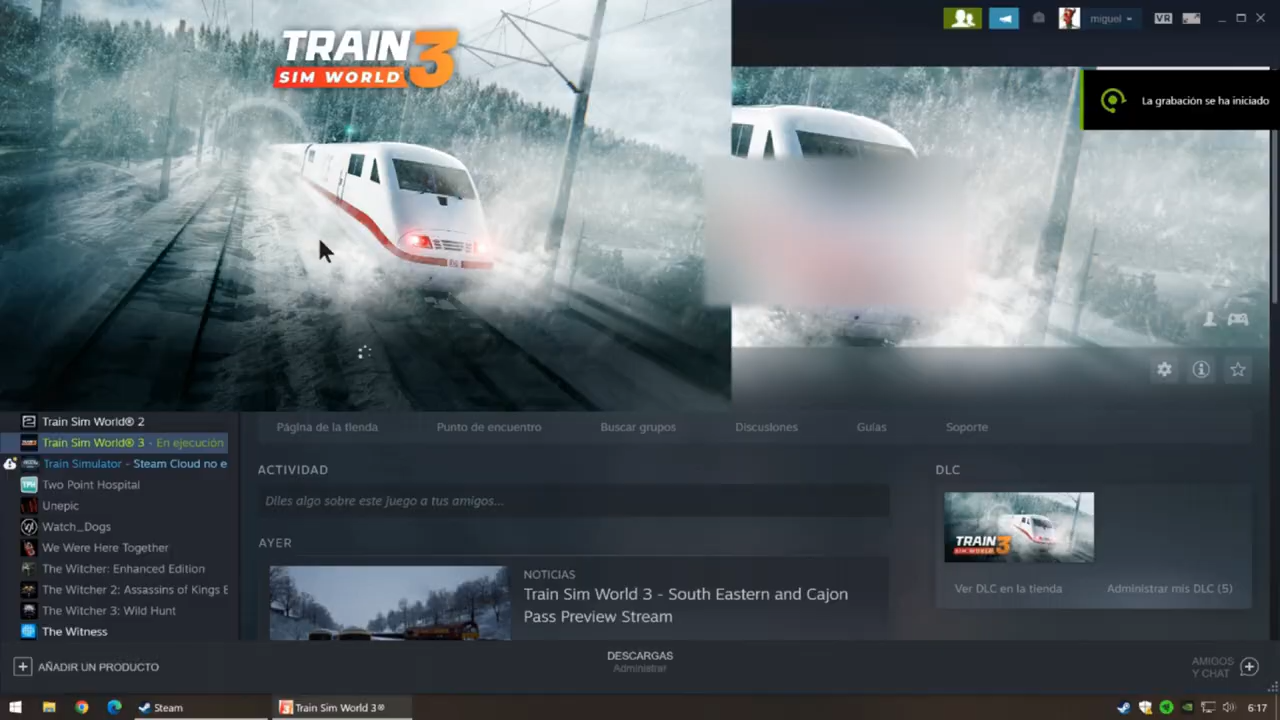 TRAIN
SIM WORLD 3
miguel
VR
La grabación se ha iniciado
Train Sim World® 2
Train Sim World® 3 - En ejecución
Train Simulator - Steam Cloud no e
Two Point Hospital
Unepic
Watch_Dogs
We Were Here Together
The Witcher: Enhanced Edition
The Witcher 2: Assassins of Kings E
The Witcher 3: Wild Hunt
The Witness
Página de la tienda
Punto de encuentro
Buscar grupos
Discusiones
Guías
Soporte
ACTIVIDAD
Diles algo sobre este juego a tus amigos...
AYER
NOTICIAS
Train Sim World 3 - South Eastern and Cajon
Pass Preview Stream
DLC
TRAIN
SIM WORLD 3
Ver DLC en la tienda
Administrar mis DLC (5)
AÑADIR UN PRODUCTO
DESCARGAS
Administrar
AMIGOS
Y CHAT
Steam
Train Sim World 3®
6:17